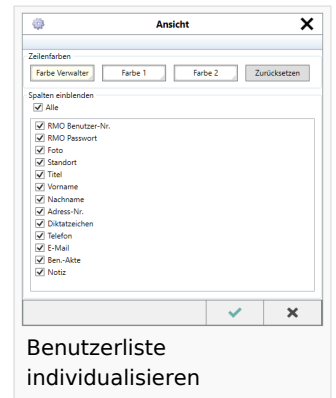 Ansicht
Zeilenfarben
Farbe Verwalter Farbe 1 Farbe 2 Zurücksetzen
Spalten einblenden
Alle
RMO Benutzer-Nr.
RMO Passwort
Foto
Standort
Titel
Vorname
Nachname
Adress-Nr.
Diktatzeichen
Telefon
E-Mail
Ben.-Akte
Notiz
Benutzerliste
individualisieren